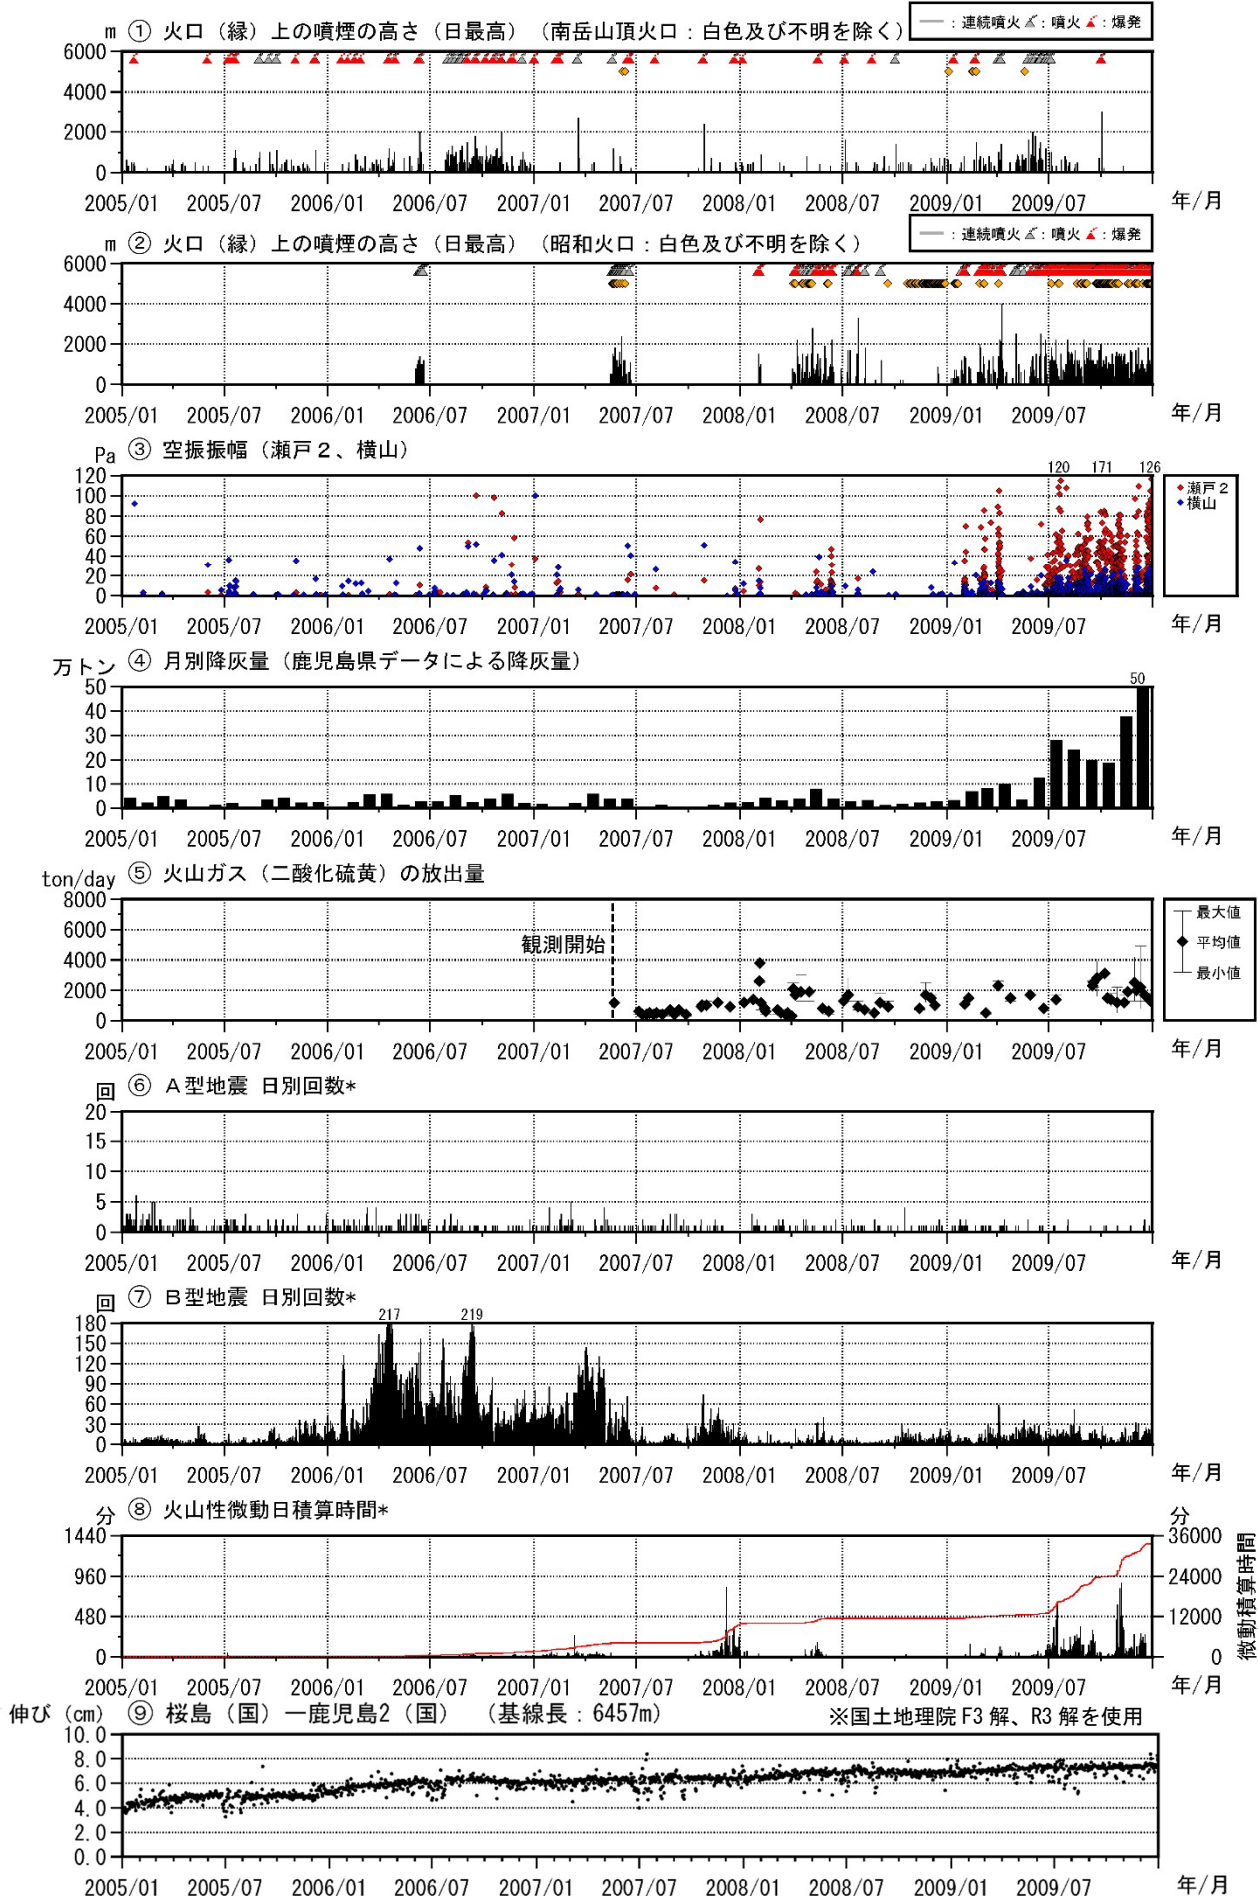 m ① 火口（縁）上の噴煙の高さ（日最高）（南岳山頂火口：白色及び不明を除く）
：連続噴火 ：噴火 ：爆発
6000
4000
2000
0
2005/01 2005/07 2006/01 2006/07 2007/01 2007/07 2008/01 2008/07 2009/01 2009/07 年/月
m ② 火口（縁）上の噴煙の高さ（日最高）（昭和火口：白色及び不明を除く）
：連続噴火 ：噴火 ：爆発
6000
4000
2000
0
2005/01 2005/07 2006/01 2006/07 2007/01 2007/07 2008/01 2008/07 2009/01 2009/07 年/月
Pa ③ 空振振幅（瀬戸２、横山）
120 171 126
120
100
80
60
40
20
0
瀬戸２
横山
2005/01 2005/07 2006/01 2006/07 2007/01 2007/07 2008/01 2008/07 2009/01 2009/07 年/月
万トン ④ 月別降灰量（鹿児島県データによる降灰量）
50
50
40
30
20
10
0
2005/01 2005/07 2006/01 2006/07 2007/01 2007/07 2008/01 2008/07 2009/01 2009/07 年/月
ton/day ⑤ 火山ガス（二酸化硫黄）の放出量
8000
6000
4000
2000
0
観測開始
最大値
平均値
最小値
2005/01 2005/07 2006/01 2006/07 2007/01 2007/07 2008/01 2008/07 2009/01 2009/07 年/月
回 ⑥ Ａ型地震 日別回数*
20
15
10
5
0
2005/01 2005/07 2006/01 2006/07 2007/01 2007/07 2008/01 2008/07 2009/01 2009/07 年/月
回 ⑦ Ｂ型地震 日別回数*
217 219
180
150
120
90
60
30
0
2005/01 2005/07 2006/01 2006/07 2007/01 2007/07 2008/01 2008/07 2009/01 2009/07 年/月
分 ⑧ 火山性微動日積算時間*
分
1440
960
480
0
36000
24000
12000
0
微動積算時間
2005/01 2005/07 2006/01 2006/07 2007/01 2007/07 2008/01 2008/07 2009/01 2009/07 年/月
伸び（cm） ⑨ 桜島（国）―鹿児島2（国） （基線長：6457m）
※国土地理院 F3 解、R3 解を使用
10.0
8.0
6.0
4.0
2.0
0.0
2005/01 2005/07 2006/01 2006/07 2007/01 2007/07 2008/01 2008/07 2009/01 2009/07 年/月